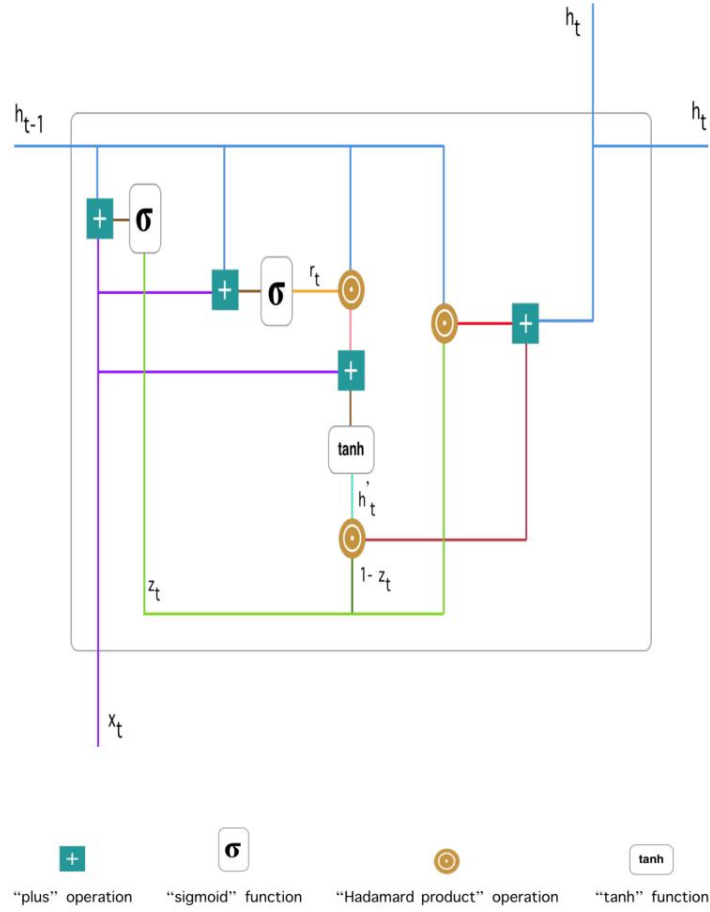 h_t
h_{t-1}
h_t
+
σ
+
σ
r_t
+
+
tanh
h'_t
1- z_t
z_t
x_t
+
σ
tanh
“plus” operation
“sigmoid” function
“Hadamard product” operation
“tanh” function